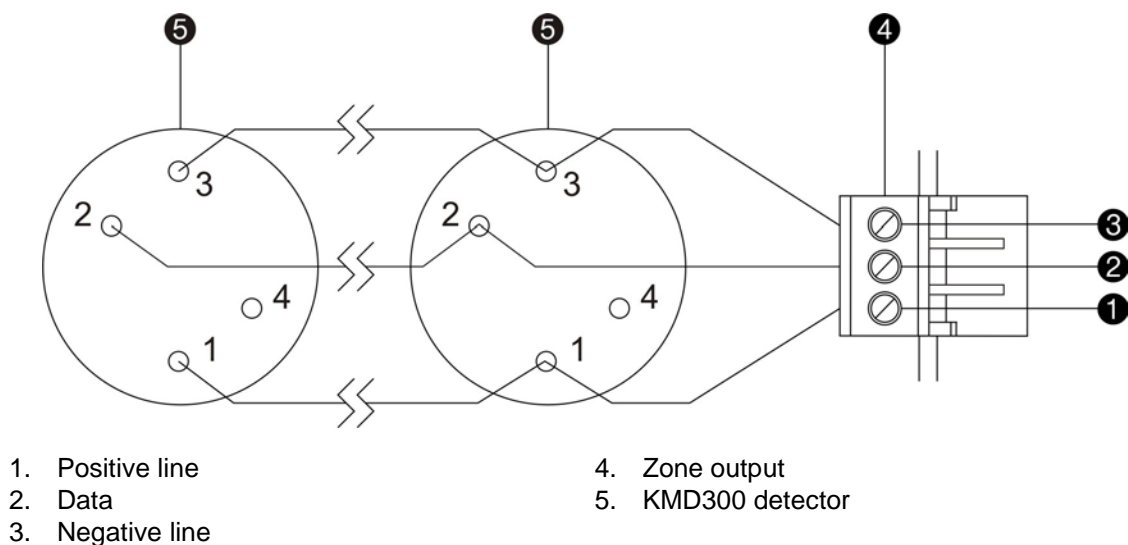 5 5 4
3 3
2 2 3
2
4 4 1
1 1
1. Positive line
2. Data
3. Negative line
4. Zone output
5. KMD300 detector